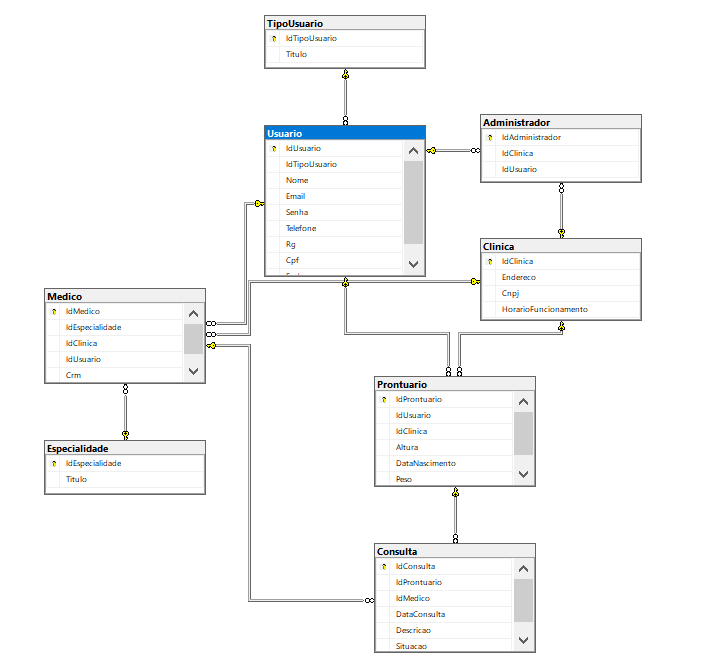 TipoUsuario
IdTipoUsuario
Titulo
Usuario
IdUsuario
IdTipoUsuario
Nome
Email
Senha
Telefone
Rg
Cpf
Administrador
IdAdministrador
IdClinica
IdUsuario
Clinica
IdClinica
Endereco
Cnpj
HorarioFuncionamento
Medico
IdMedico
IdEspecialidade
IdClinica
IdUsuario
Crm
Especialidade
IdEspecialidade
Titulo
Prontuario
IdProntuario
IdUsuario
IdClinica
Altura
DataNascimento
Peso
Consulta
IdConsulta
IdProntuario
IdMedico
DataConsulta
Descricao
Situacao